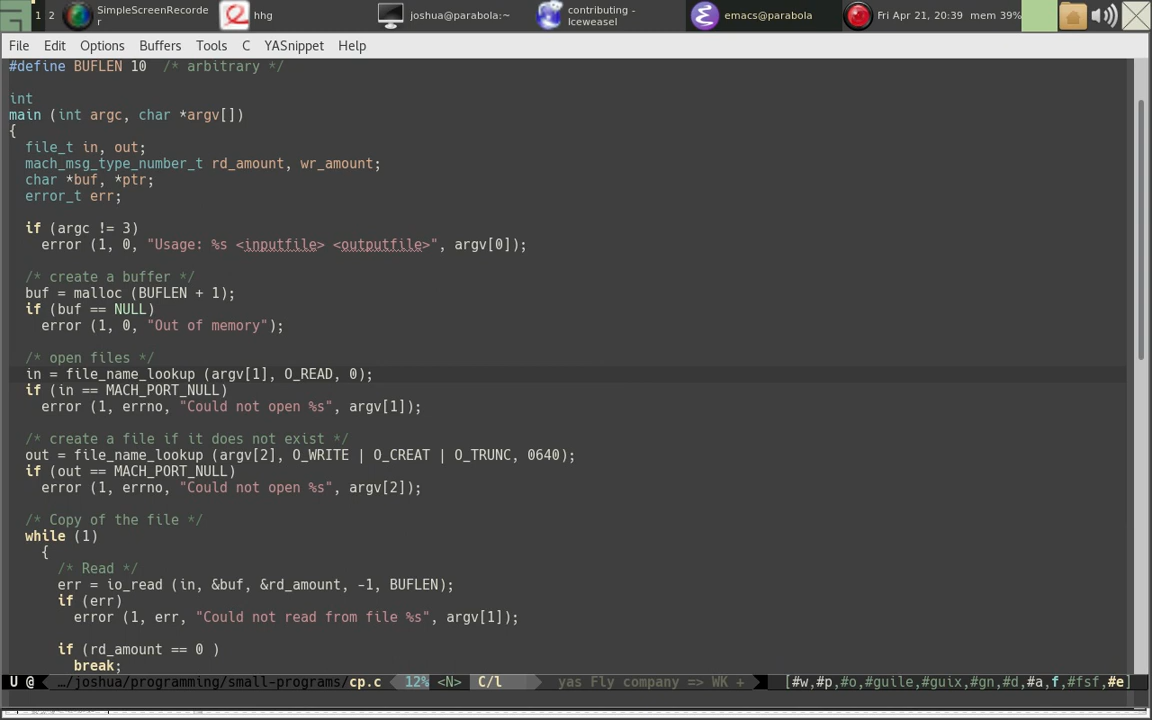 1 2 SimpleScreenRecorde
r
hhg
joshua@parabola:~
contributing -
Iceweasel
emacs@parabola
Fri Apr 21, 20:39 mem 39%
File Edit Options Buffers Tools C YASnippet Help
#define BUFLEN 10  /* arbitrary */
int
main (int argc, char *argv[])
{
  file_t in, out;
  mach_msg_type_number_t rd_amount, wr_amount;
  char *buf, *ptr;
  error_t err;
  if (argc != 3)
    error (1, 0, "Usage: %s <inputfile> <outputfile>", argv[0]);
  /* create a buffer */
  buf = malloc (BUFLEN + 1);
  if (buf == NULL)
    error (1, 0, "Out of memory");
  /* open files */
  in = file_name_lookup (argv[1], O_READ, 0);
  if (in == MACH_PORT_NULL)
    error (1, errno, "Could not open %s", argv[1]);
  /* create a file if it does not exist */
  out = file_name_lookup (argv[2], O_WRITE | O_CREAT | O_TRUNC, 0640);
  if (out == MACH_PORT_NULL)
    error (1, errno, "Could not open %s", argv[2]);
  /* Copy of the file */
  while (1)
    {
      /* Read */
      err = io_read (in, &buf, &rd_amount, -1, BUFLEN);
      if (err)
        error (1, err, "Could not read from file %s", argv[1]);
      if (rd_amount == 0 )
        break;
U @ …/joshua/programming/small-programs/cp.c 12% <N> C/l yas Fly company => WK + [#w,#p,#o,#guile,#guix,#gn,#d,#a,f,#fsf,#e]